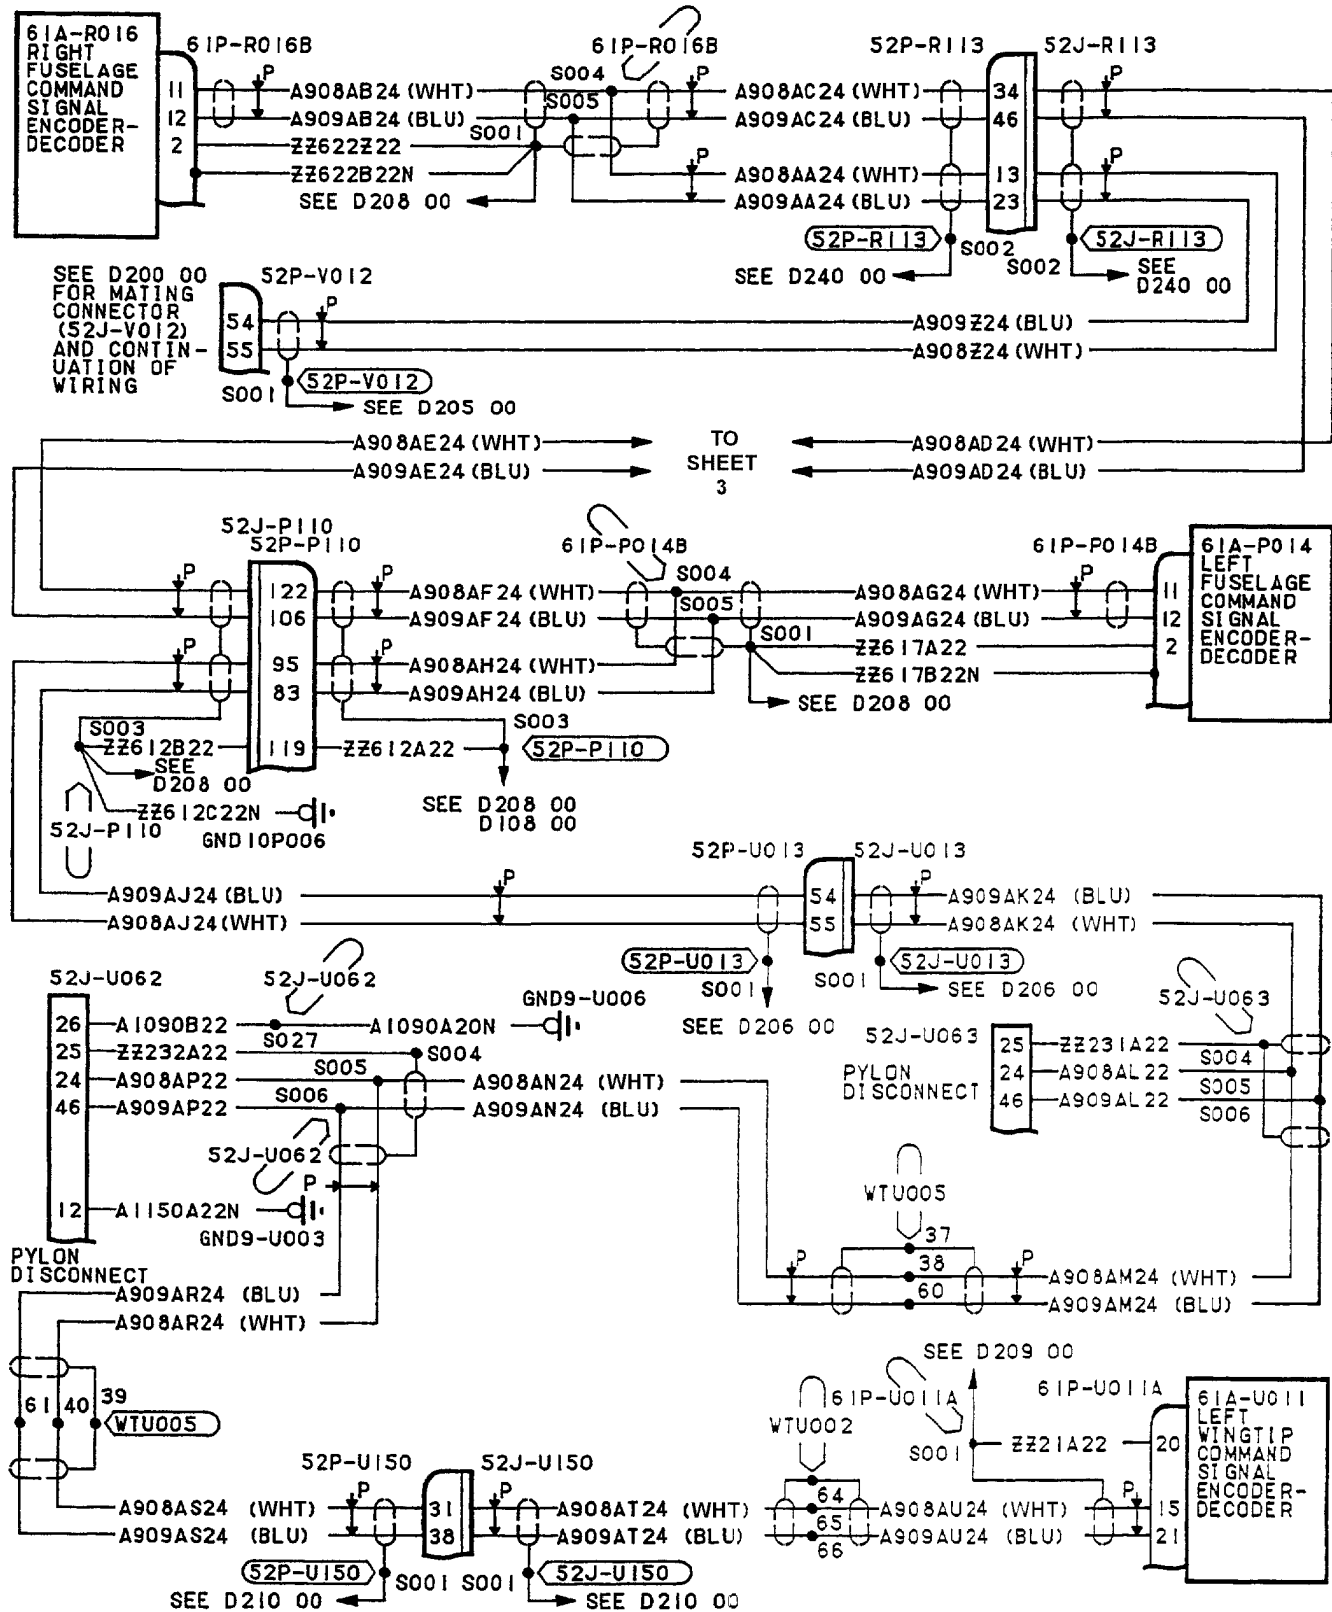 61A-R016
RIGHT
FUSELAGE
COMMAND
SIGNAL
ENCODER-
DECODER
61P-R016B
11
12
2
A908AB24 (WHT)
A909AB24 (BLU)
ZZ622Z22
ZZ622B22N
SEE D208 00
S004
S005
S001
61P-R016B
P
P
A908AC24 (WHT)
A909AC24 (BLU)
P
A908AA24 (WHT)
A909AA24 (BLU)
52P-R113
52J-R113
34
46
13
23
P
P
52P-R113
S002
SEE D240 00
52J-R113
S002
SEE
D240 00
SEE D200 00
FOR MATING
CONNECTOR
(52J-V012)
AND CONTIN-
UATION OF
WIRING
52P-V012
54
55
P
A909Z24 (BLU)
A908Z24 (WHT)
S001
52P-V012
SEE D205 00
A908AE24 (WHT)
A909AE24 (BLU)
TO
SHEET
3
A908AD24 (WHT)
A909AD24 (BLU)
52J-P110
52P-P110
P
P
122
106
95
83
119
P
P
A908AF24 (WHT)
A909AF24 (BLU)
A908AH24 (WHT)
A909AH24 (BLU)
61P-P014B
S004
S005
S001
A908AG24 (WHT)
A909AG24 (BLU)
ZZ617A22
ZZ617B22N
SEE D208 00
P
61P-P014B
11
12
2
61A-P014
LEFT
FUSELAGE
COMMAND
SIGNAL
ENCODER-
DECODER
S003
ZZ612B22
SEE
D208 00
ZZ612C22N
GND10P006
52J-P110
S003
ZZ612A22
52P-P110
SEE D208 00
D108 00
A909AJ24 (BLU)
A908AJ24 (WHT)
P
52P-U013
52J-U013
54
55
P
A909AK24 (BLU)
A908AK24 (WHT)
52P-U013
S001
SEE D206 00
52J-U013
S001
SEE D206 00
52J-U062
26
25
24
46
12
A1090B22
ZZ232A22
A908AP22
A909AP22
A1150A22N
52J-U062
S027
A1090A20N
GND9-U006
S004
S005
S006
A908AN24 (WHT)
A909AN24 (BLU)
52J-U062
P
GND9-U003
PYLON
DISCONNECT
A909AR24 (BLU)
A908AR24 (WHT)
52J-U063
52J-U063
PYLON
DISCONNECT
25
24
46
ZZ231A22
A908AL22
A909AL22
S004
S005
S006
WTU005
37
38
60
P
P
A908AM24 (WHT)
A909AM24 (BLU)
61
40
39
WTU005
A908AS24 (WHT)
A909AS24 (BLU)
P
52P-U150
52J-U150
31
38
P
A908AT24 (WHT)
A909AT24 (BLU)
52P-U150
S001
SEE D210 00
S001
52J-U150
SEE D210 00
WTU002
64
65
66
A908AU24 (WHT)
A909AU24 (BLU)
SEE D209 00
61P-U011A
S001
ZZ21A22
P
61P-U011A
20
15
21
61A-U011
LEFT
WINGTIP
COMMAND
SIGNAL
ENCODER-
DECODER